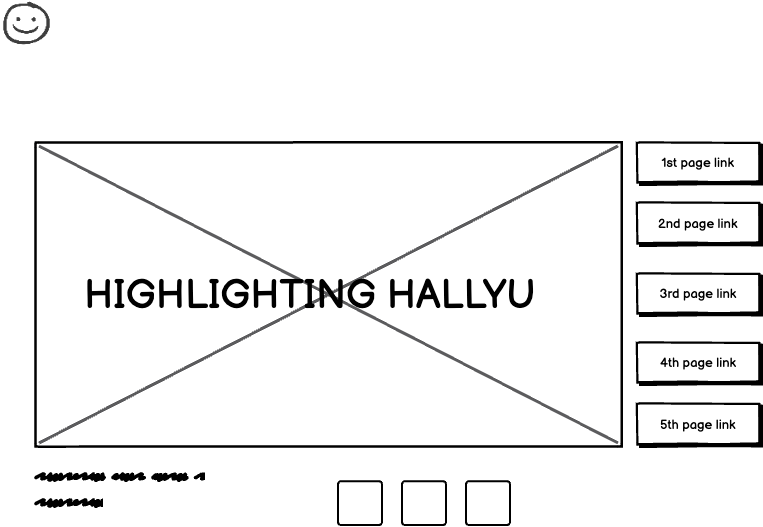 1st page link
2nd page link
HIGHLIGHTING HALLYU
3rd page link
4th page link
5th page link